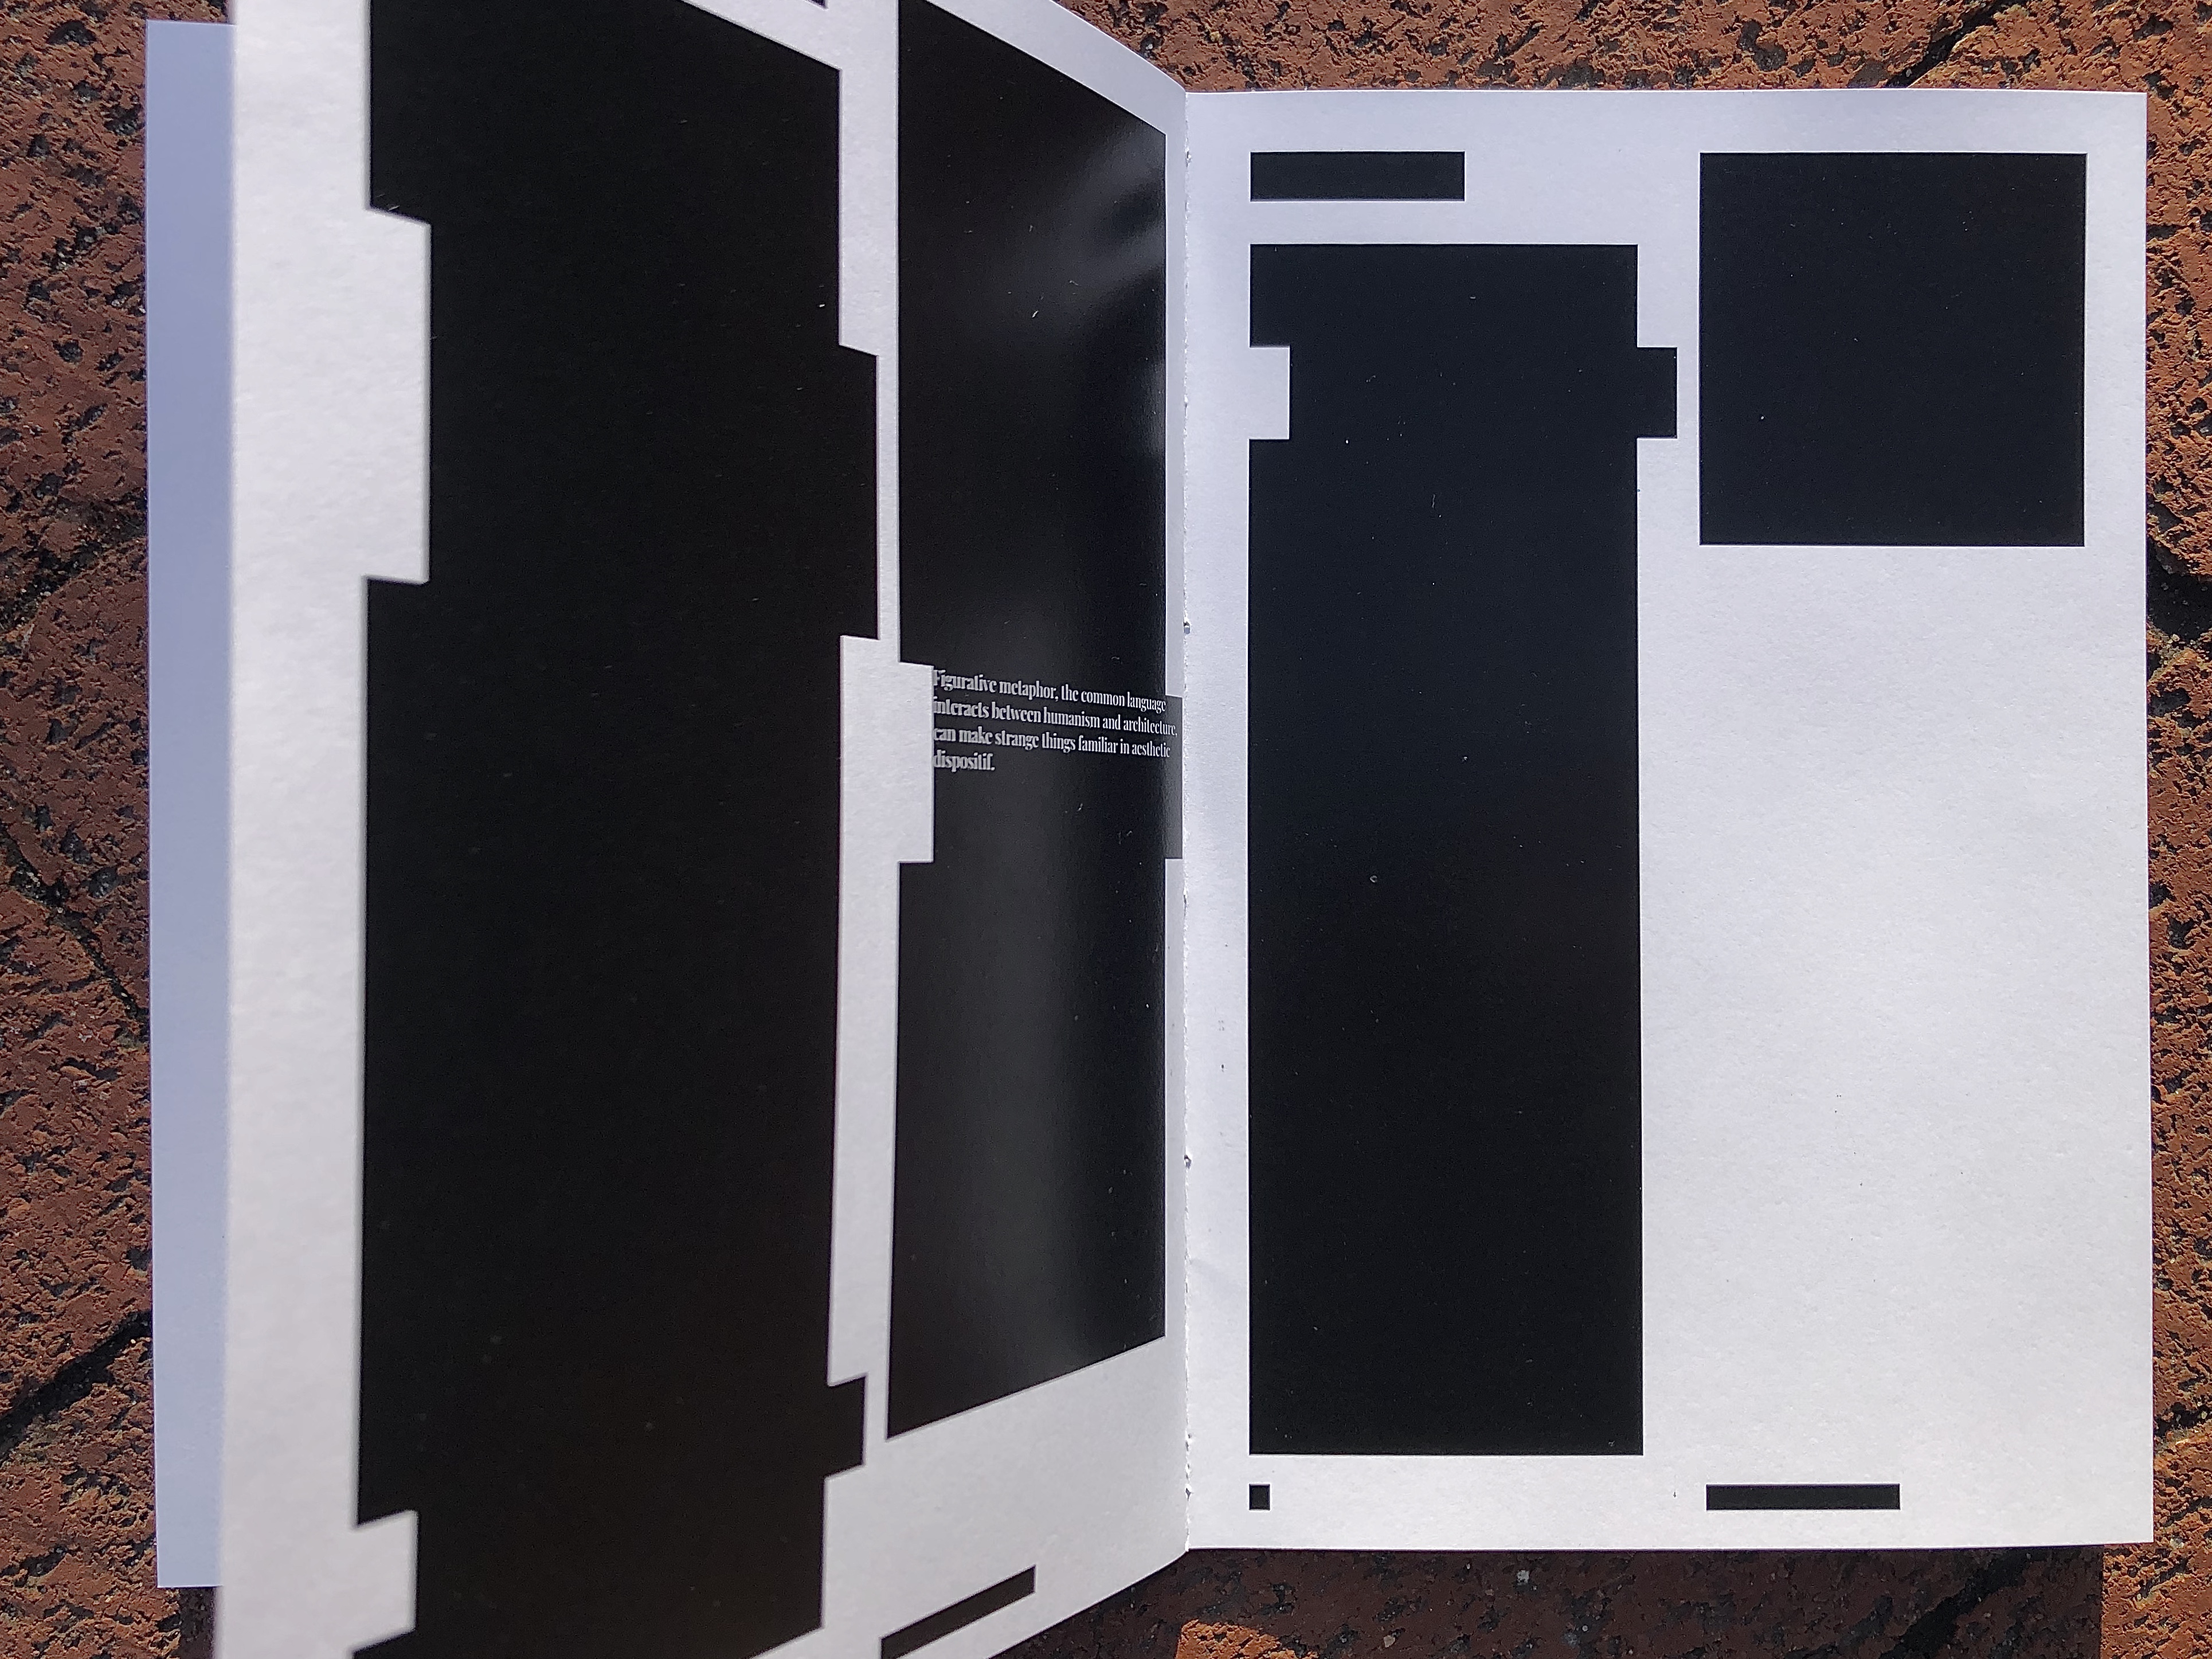 Figurative metaphor, the common language
interacts between humanism and architecture,
can make strange things familiar in aesthetic
dispositif.